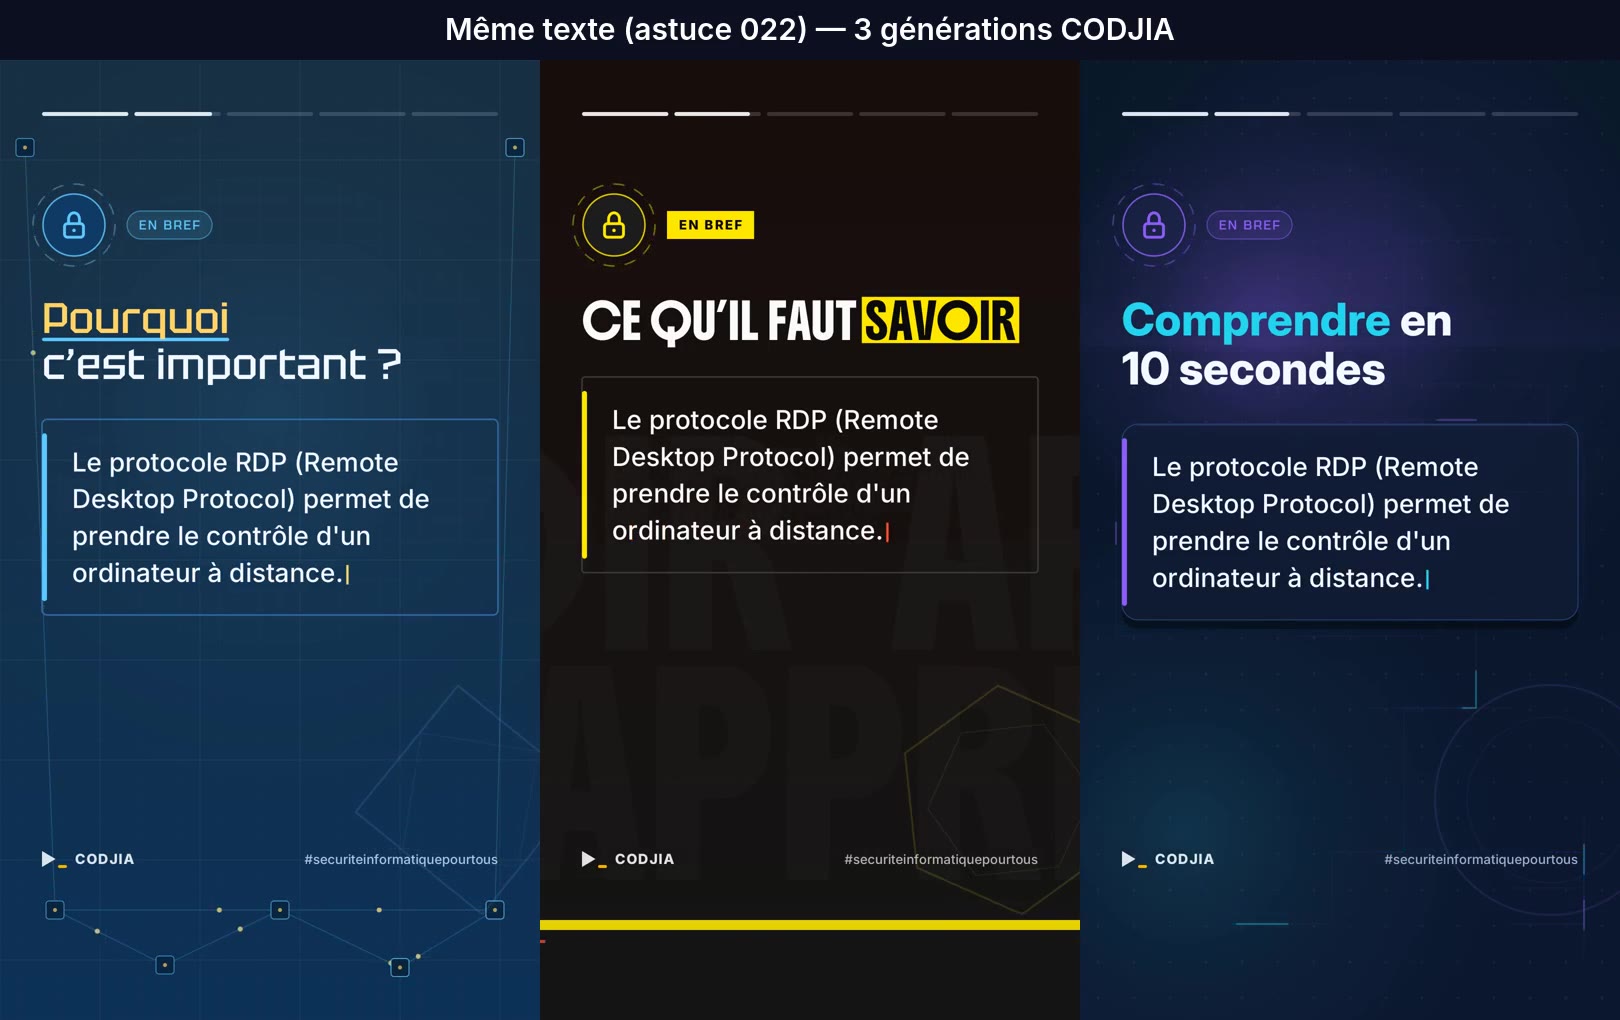 Même texte (astuce 022) — 3 générations CODJIA
EN BREF
Pourquoi
c’est important ?
Le protocole RDP (Remote
Desktop Protocol) permet de
prendre le contrôle d'un
ordinateur à distance.
CODJIA
#securiteinformatiquepourtous
EN BREF
CE QU’IL FAUT SAVOIR
Le protocole RDP (Remote
Desktop Protocol) permet de
prendre le contrôle d'un
ordinateur à distance.
CODJIA
#securiteinformatiquepourtous
EN BREF
Comprendre en
10 secondes
Le protocole RDP (Remote
Desktop Protocol) permet de
prendre le contrôle d'un
ordinateur à distance.
CODJIA
#securiteinformatiquepourtous